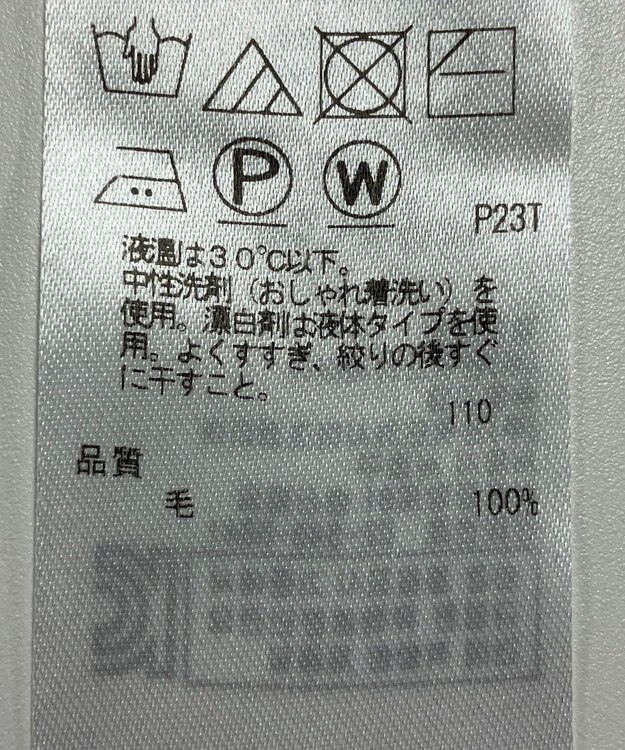 P
W
P23T
液温は30℃以下。
中性洗剤（おしゃれ着洗い）を
使用。漂白剤は液体タイプを使
用。よくすすぎ、絞りの後すぐ
に干すこと。
110
品質
毛 100%